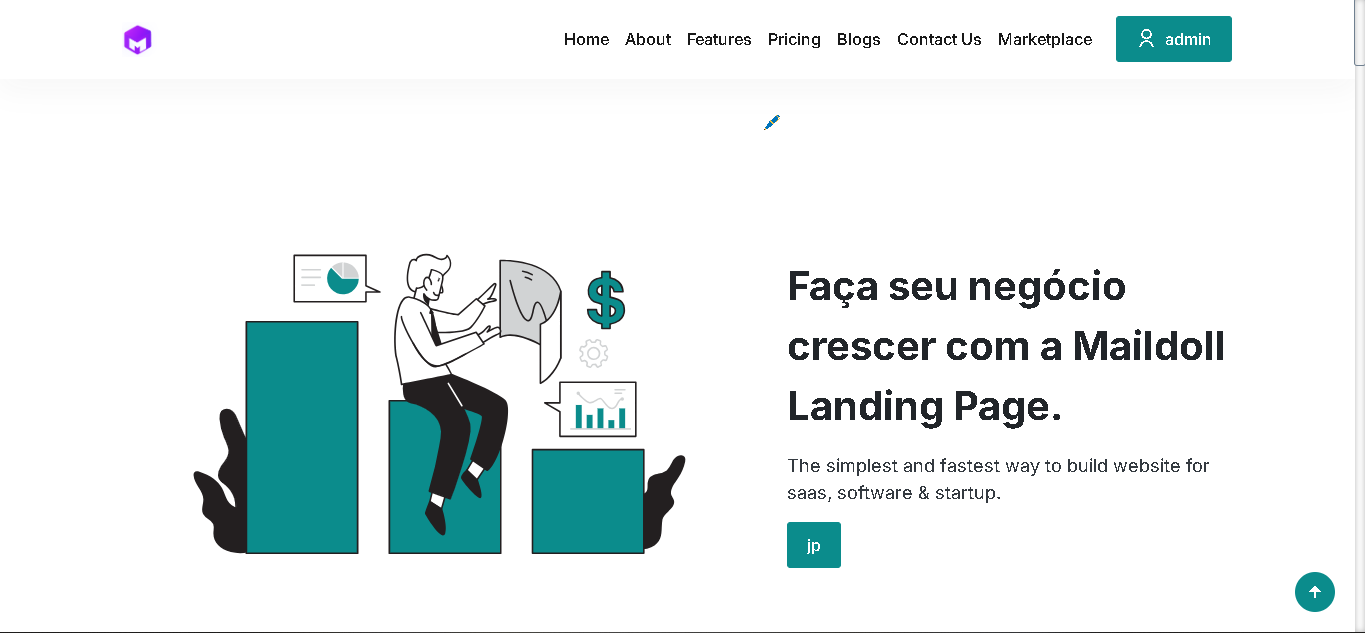 Home About Features Pricing Blogs Contact Us Marketplace admin
Faça seu negócio
crescer com a Maildoll
Landing Page.
The simplest and fastest way to build website for
saas, software & startup.
jp